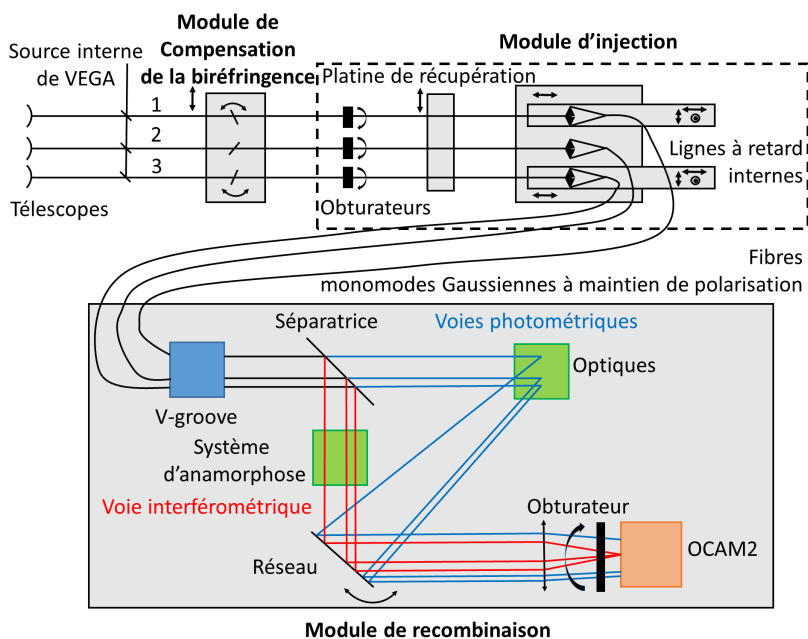 Module de
Compensation
de la biréfringence
Module d'injection
Source interne
de VEGA
Platine de récupération
1
2
3
Lignes à retard
internes
Télescopes
Obturateurs
Fibres
monomodes Gaussiennes à maintien de polarisation
Séparatrice
Voies photométriques
Optiques
V-groove
Système
d'anamorphose
Voie interférométrique
Obturateur
OCAM2
Réseau
Module de recombinaison